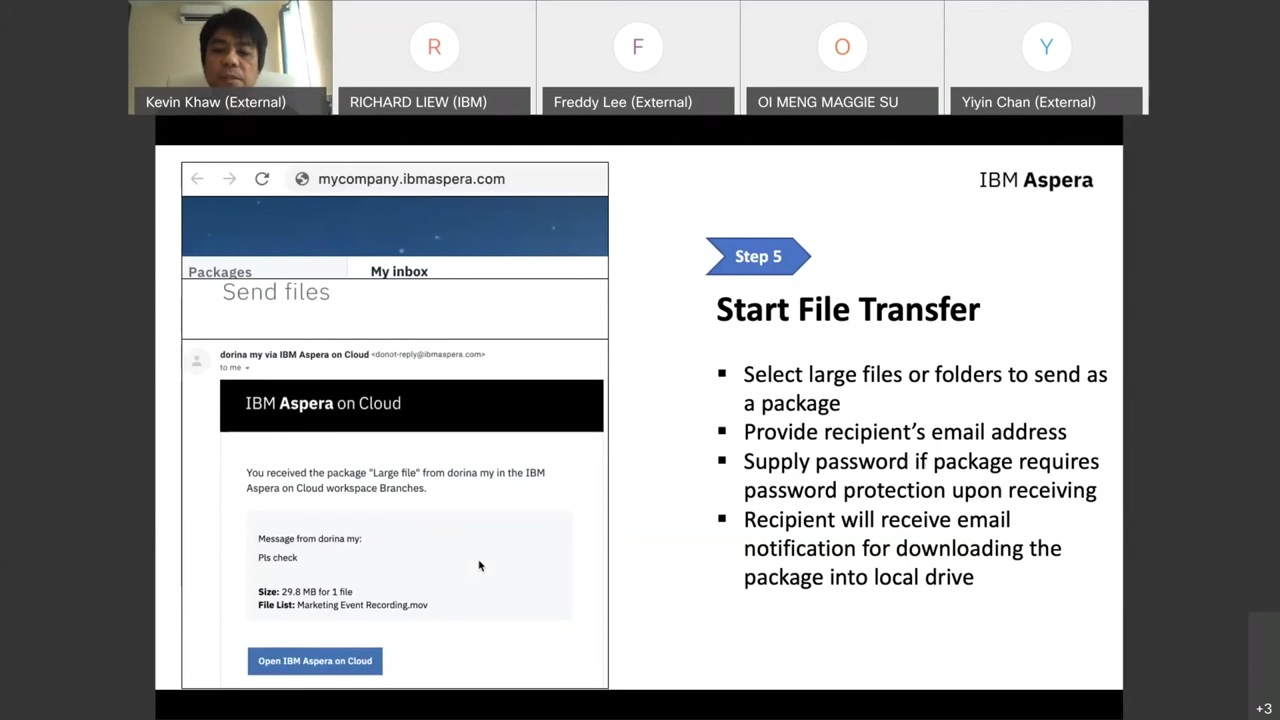 R
F
O
Y
Kevin Khaw (External)
RICHARD LIEW (IBM)
Freddy Lee (External)
OI MENG MAGGIE SU
Yiyin Chan (External)
mycompany.ibmaspera.com
Packages
My inbox
Send files
dorina my via IBM Aspera on Cloud <donot-reply@ibmaspera.com>
to me
IBM Aspera on Cloud
You received the package "Large file" from dorina my in the IBM
Aspera on Cloud workspace Branches.
Message from dorina my:
Pls check
Size: 29.8 MB for 1 file
File List: Marketing Event Recording.mov
Open IBM Aspera on Cloud
IBM Aspera
Step 5
Start File Transfer
▪ Select large files or folders to send as
a package
▪ Provide recipient’s email address
▪ Supply password if package requires
password protection upon receiving
▪ Recipient will receive email
notification for downloading the
package into local drive
+3